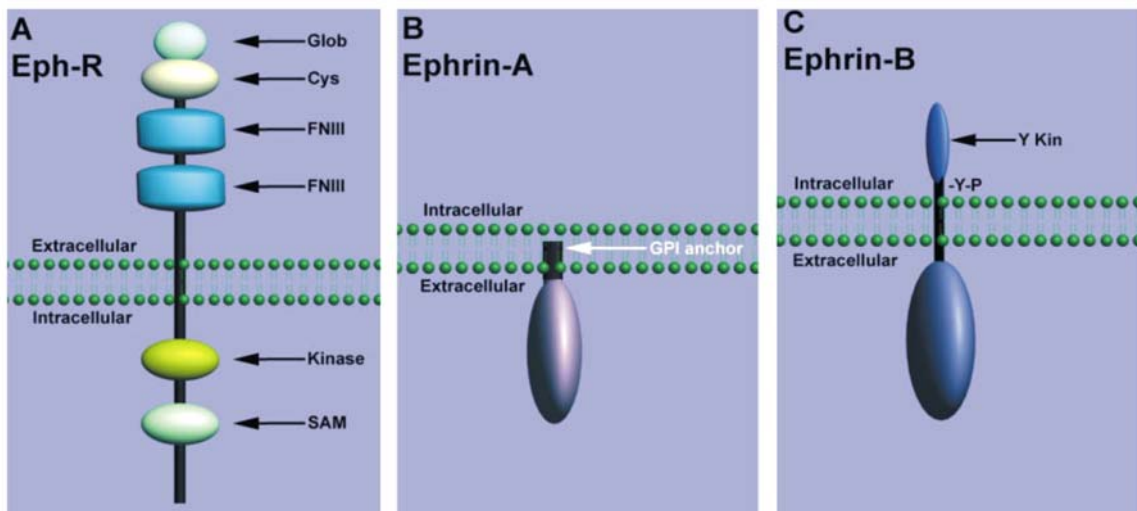 A
Eph-R
Glob
Cys
FNIII
FNIII
Extracellular
Intracellular
Kinase
SAM
B
Ephrin-A
Intracellular
GPI anchor
Extracellular
C
Ephrin-B
Y Kin
Intracellular
-Y-P
Extracellular